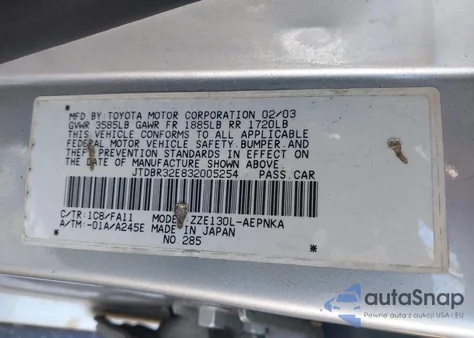 MFD BY: TOYOTA MOTOR CORPORATION 02/03
GVWR 3585LB GAWR FR 1885LB RR 1720LB
THIS VEHICLE CONFORMS TO ALL APPLICABLE
FEDERAL MOTOR VEHICLE SAFETY, BUMPER, AND
THEFT PREVENTION STANDARDS IN EFFECT ON
THE DATE OF MANUFACTURE SHOWN ABOVE.
JTDBR32E832005254 PASS. CAR
C/TR: 1C8/FA11 MODEL: ZZE130L-AEPNKA
A/TM: -01A/A245E MADE IN JAPAN
NO. 285
autoSnap
Pewne auta z USA - EU